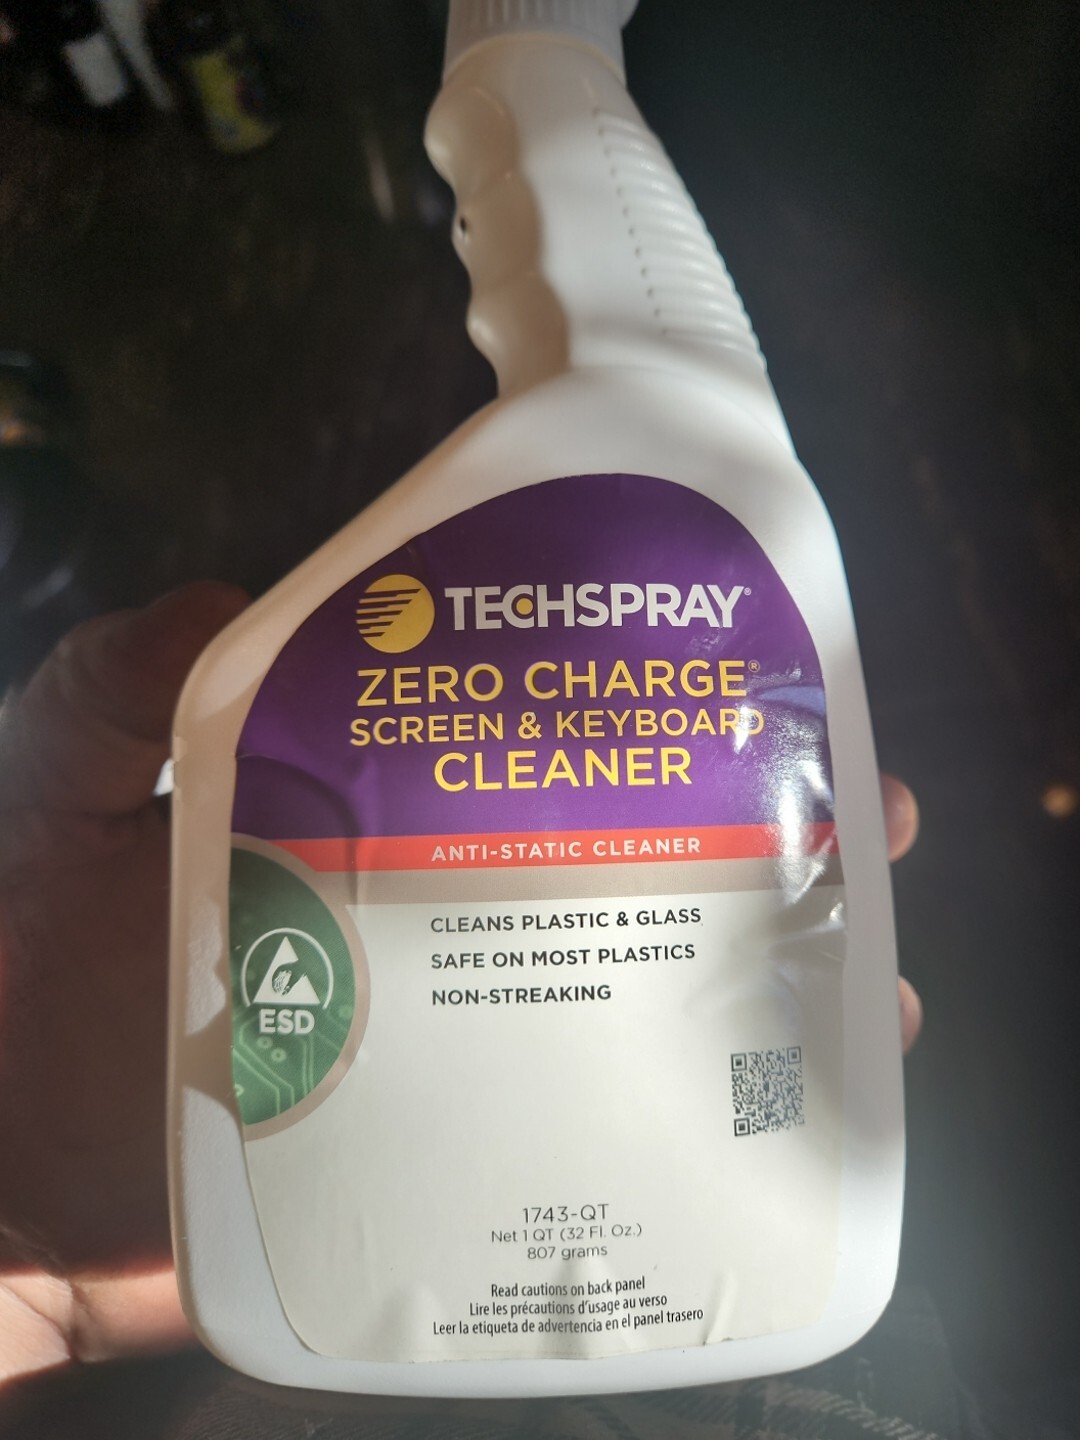 TECHSPRAY®
ZERO CHARGE®
SCREEN & KEYBOARD
CLEANER
ANTI-STATIC CLEANER
CLEANS PLASTIC & GLASS
SAFE ON MOST PLASTICS
NON-STREAKING
ESD
1743-QT
Net 1 QT (32 Fl. Oz.)
807 grams
Read cautions on back panel
Lire les précautions d'usage au verso
Leer la etiqueta de advertencia en el panel trasero